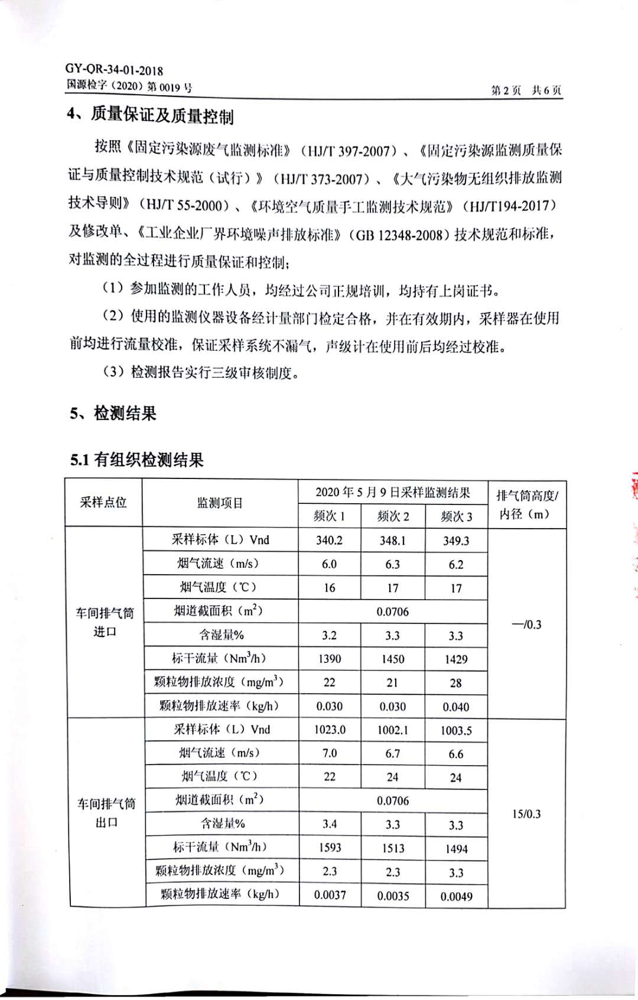 GY-QR-34-01-2018
国源检字（2020）第 0019 号
第 2 页 共 6 页
4、质量保证及质量控制
按照《固定污染源废气监测标准》（HJ/T 397-2007）、《固定污染源监测质量保
证与质量控制技术规范（试行）》（HJ/T 373-2007）、《大气污染物无组织排放监测
技术导则》（HJ/T 55-2000）、《环境空气质量手工监测技术规范》（HJ/T194-2017）
及修改单、《工业企业厂界环境噪声排放标准》（GB 12348-2008）技术规范和标准，
对监测的全过程进行质量保证和控制；
（1）参加监测的工作人员，均经过公司正规培训，均持有上岗证书。
（2）使用的监测仪器设备经计量部门检定合格，并在有效期内，采样器在使用
前均进行流量校准，保证采样系统不漏气，声级计在使用前后均经过校准。
（3）检测报告实行三级审核制度。
5、检测结果
5.1 有组织检测结果
采样点位 监测项目 2020 年 5 月 9 日采样监测结果 排气筒高度/
内径（m）
频次 1 频次 2 频次 3
车间排气筒
进口
采样标体（L）Vnd 340.2 348.1 349.3
烟气流速（m/s） 6.0 6.3 6.2
烟气温度（℃） 16 17 17
烟道截面积（m²） 0.0706
含湿量% 3.2 3.3 3.3
标干流量（Nm³/h） 1390 1450 1429
颗粒物排放浓度（mg/m³） 22 21 28
颗粒物排放速率（kg/h） 0.030 0.030 0.040
—/0.3
车间排气筒
出口
采样标体（L）Vnd 1023.0 1002.1 1003.5
烟气流速（m/s） 7.0 6.7 6.6
烟气温度（℃） 22 24 24
烟道截面积（m²） 0.0706
含湿量% 3.4 3.3 3.3
标干流量（Nm³/h） 1593 1513 1494
颗粒物排放浓度（mg/m³） 2.3 2.3 3.3
颗粒物排放速率（kg/h） 0.0037 0.0035 0.0049
15/0.3